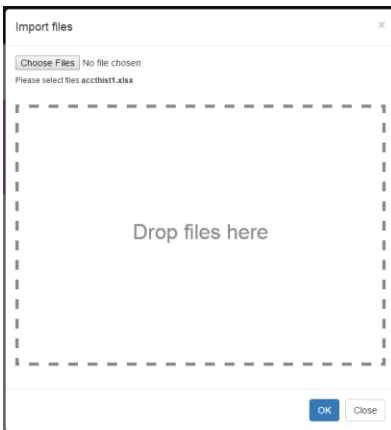 Import files ×
Choose Files No file chosen
Please select files accthist1.xlsx
Drop files here
OK Close